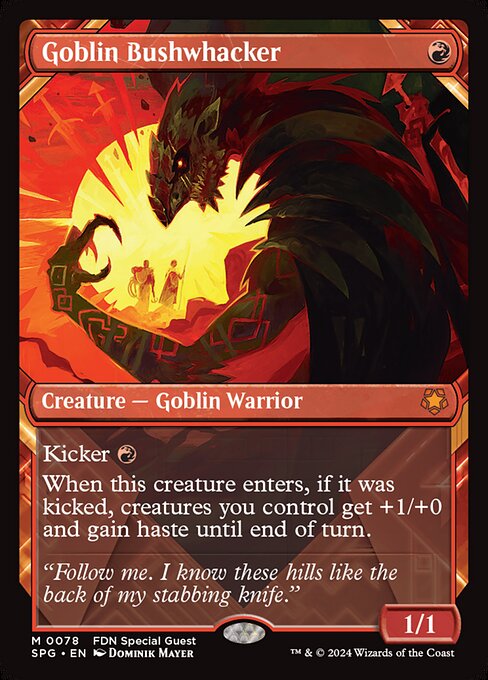 Goblin Bushwhacker
Creature — Goblin Warrior
Kicker
When this creature enters, if it was
kicked, creatures you control get +1/+0
and gain haste until end of turn.
“Follow me. I know these hills like the
back of my stabbing knife.”
1/1
M 0078 FDN Special Guest
SPG • EN Dominik Mayer
™ & © 2024 Wizards of the Coast